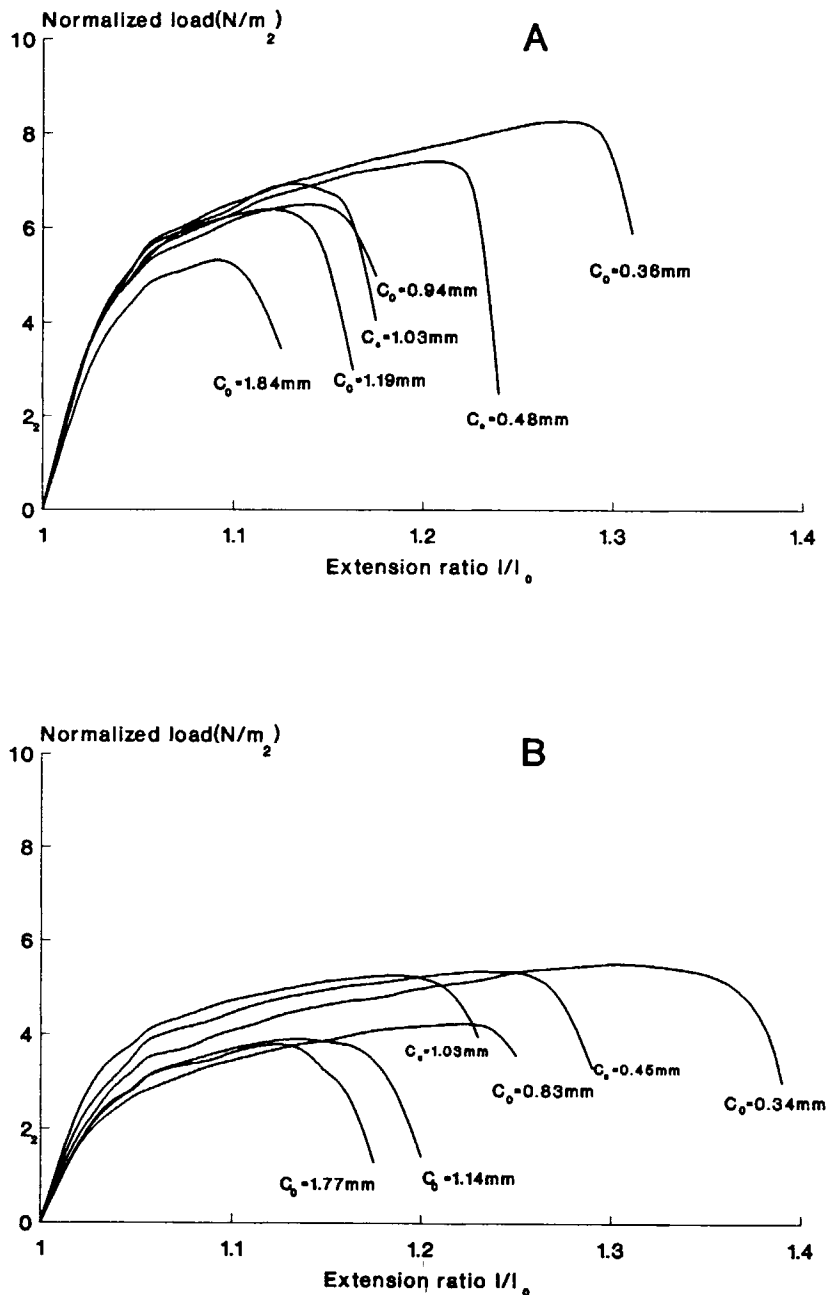 Normalized load(N/m2)
A
10
8
6
4
2
2
0
1
1.1
1.2
1.3
1.4
Extension ratio l/l0
C0=0.36mm
C0=0.94mm
C0=1.03mm
C0=1.84mm
C0=1.19mm
C0=0.48mm
Normalized load(N/m2)
B
10
8
6
4
2
2
0
1
1.1
1.2
1.3
1.4
Extension ratio l/l0
C0=1.03mm
C0=0.83mm
C0=0.45mm
C0=0.34mm
C0=1.77mm
C0=1.14mm